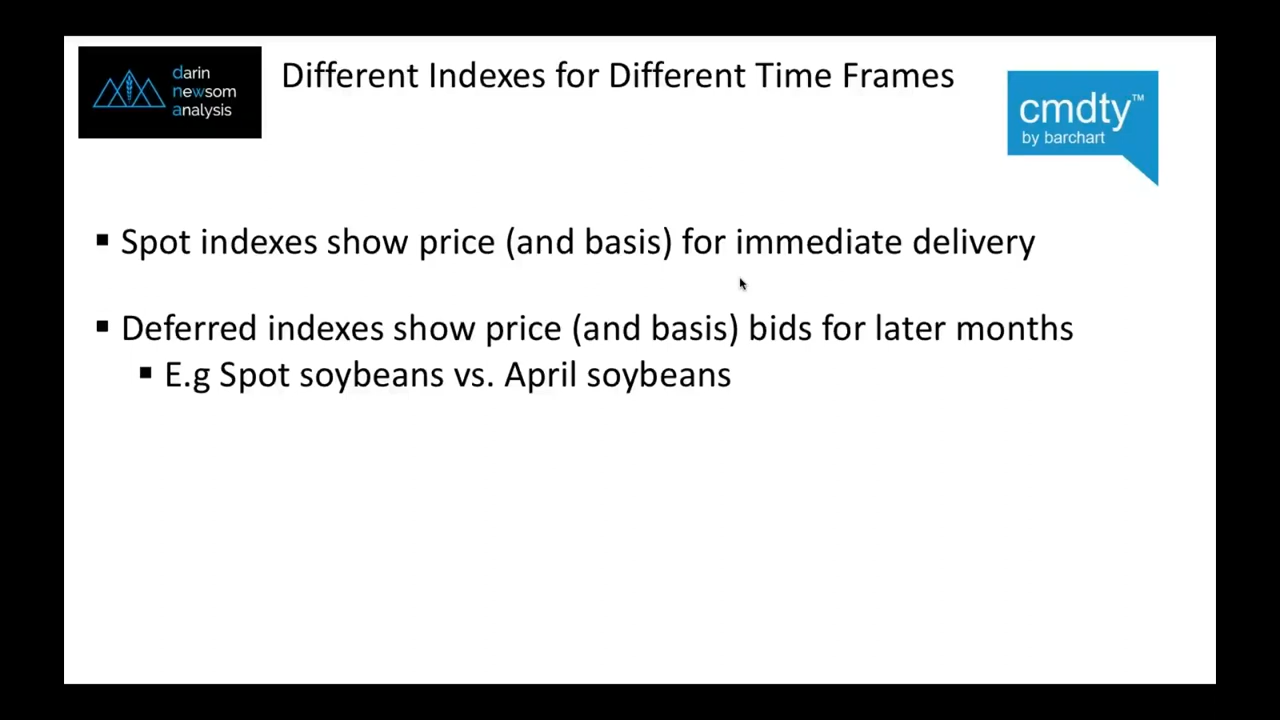 darin
newsom
analysis
Different Indexes for Different Time Frames
cmdty™
by barchart
▪ Spot indexes show price (and basis) for immediate delivery
▪ Deferred indexes show price (and basis) bids for later months
▪ E.g Spot soybeans vs. April soybeans